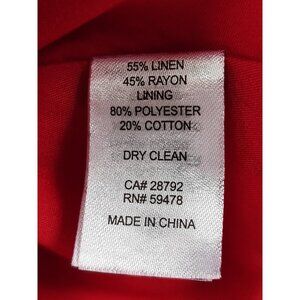 55% LINEN
45% RAYON
LINING
80% POLYESTER
20% COTTON
DRY CLEAN
CA# 28792
RN# 59478
MADE IN CHINA